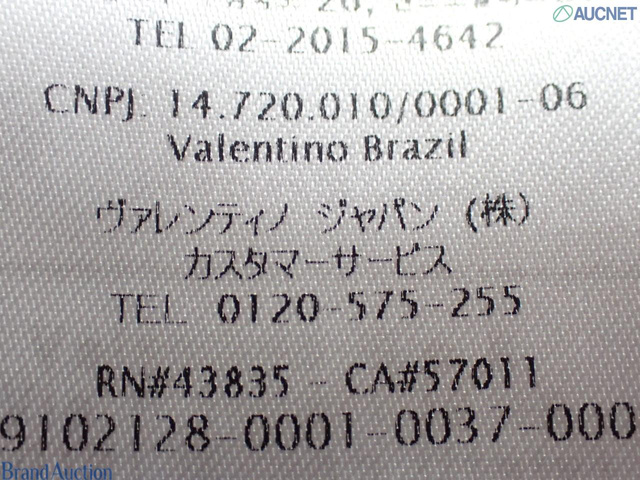 AUCNET
TEL 02-2015-4642
CNPJ. 14.720.010/0001-06
Valentino Brazil
ヴァレンティノ ジャパン (株)
カスタマーサービス
TEL 0120-575-255
RN#43835 - CA#57011
9102128-0001-0037-000
Brand Auction